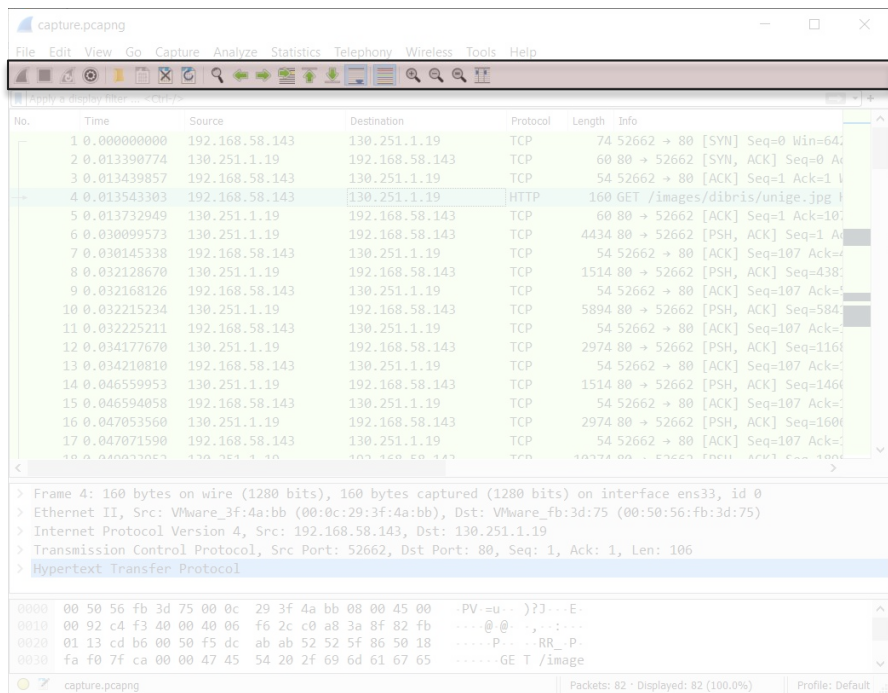 capture.pcapng
File Edit View Go Capture Analyze Statistics Telephony Wireless Tools Help
Apply a display filter ... <Ctrl-/>
No. Time Source Destination Protocol Length Info
1 0.000000000 192.168.58.143 130.251.1.19 TCP 74 52662 → 80 [SYN] Seq=0 Win=642
2 0.013390774 130.251.1.19 192.168.58.143 TCP 60 80 → 52662 [SYN, ACK] Seq=0 Ac
3 0.013439857 192.168.58.143 130.251.1.19 TCP 54 52662 → 80 [ACK] Seq=1 Ack=1
4 0.013543303 192.168.58.143 130.251.1.19 HTTP 160 GET /images/dibris/unige.jpg
5 0.013732949 130.251.1.19 192.168.58.143 TCP 60 80 → 52662 [ACK] Seq=1 Ack=107
6 0.030099573 130.251.1.19 192.168.58.143 TCP 4434 80 → 52662 [PSH, ACK] Seq=1
7 0.030145338 192.168.58.143 130.251.1.19 TCP 54 52662 → 80 [ACK] Seq=107
8 0.032128670 130.251.1.19 192.168.58.143 TCP 1514 80 → 52662 [PSH, ACK] Seq=4381
9 0.032168126 192.168.58.143 130.251.1.19 TCP 54 52662 → 80 [ACK] Seq=107
10 0.032215234 130.251.1.19 192.168.58.143 TCP 5894 80 → 52662 [PSH, ACK] Seq=5841
11 0.032225211 192.168.58.143 130.251.1.19 TCP 54 52662 → 80 [ACK] Seq=107
12 0.034177670 130.251.1.19 192.168.58.143 TCP 2974 80 → 52662 [PSH, ACK] Seq=1168
13 0.034210810 192.168.58.143 130.251.1.19 TCP 54 52662 → 80 [ACK] Seq=107
14 0.046559953 130.251.1.19 192.168.58.143 TCP 1514 80 → 52662 [PSH, ACK] Seq=1460
15 0.046594058 192.168.58.143 130.251.1.19 TCP 54 52662 → 80 [ACK] Seq=107
16 0.047053560 130.251.1.19 192.168.58.143 TCP 2974 80 → 52662 [PSH, ACK] Seq=1606
17 0.047071590 192.168.58.143 130.251.1.19 TCP 54 52662 → 80 [ACK] Seq=107
> Frame 4: 160 bytes on wire (1280 bits), 160 bytes captured (1280 bits) on interface ens33, id 0
> Ethernet II, Src: VMware_3f:4a:bb (00:0c:29:3f:4a:bb), Dst: VMware_fb:3d:75 (00:50:56:fb:3d:75)
> Internet Protocol Version 4, Src: 192.168.58.143, Dst: 130.251.1.19
> Transmission Control Protocol, Src Port: 52662, Dst Port: 80, Seq: 1, Ack: 1, Len: 106
> Hypertext Transfer Protocol
0000 00 50 56 fb 3d 75 00 0c 29 3f 4a bb 08 00 45 00 ·PV·=u·· )?J···E·
0010 00 92 c4 f3 40 00 40 06 f6 2c c0 a8 3a 8f 82 fb ····@·@· ·,··:···
0020 01 13 cd b6 00 50 f5 dc ab ab 52 52 5f 86 50 18 ·····P·· ··RR_·P·
0030 fa f0 7f ca 00 00 47 45 54 20 2f 69 6d 61 67 65 ······GE T /image
capture.pcapng Packets: 82 · Displayed: 82 (100.0%) Profile: Default